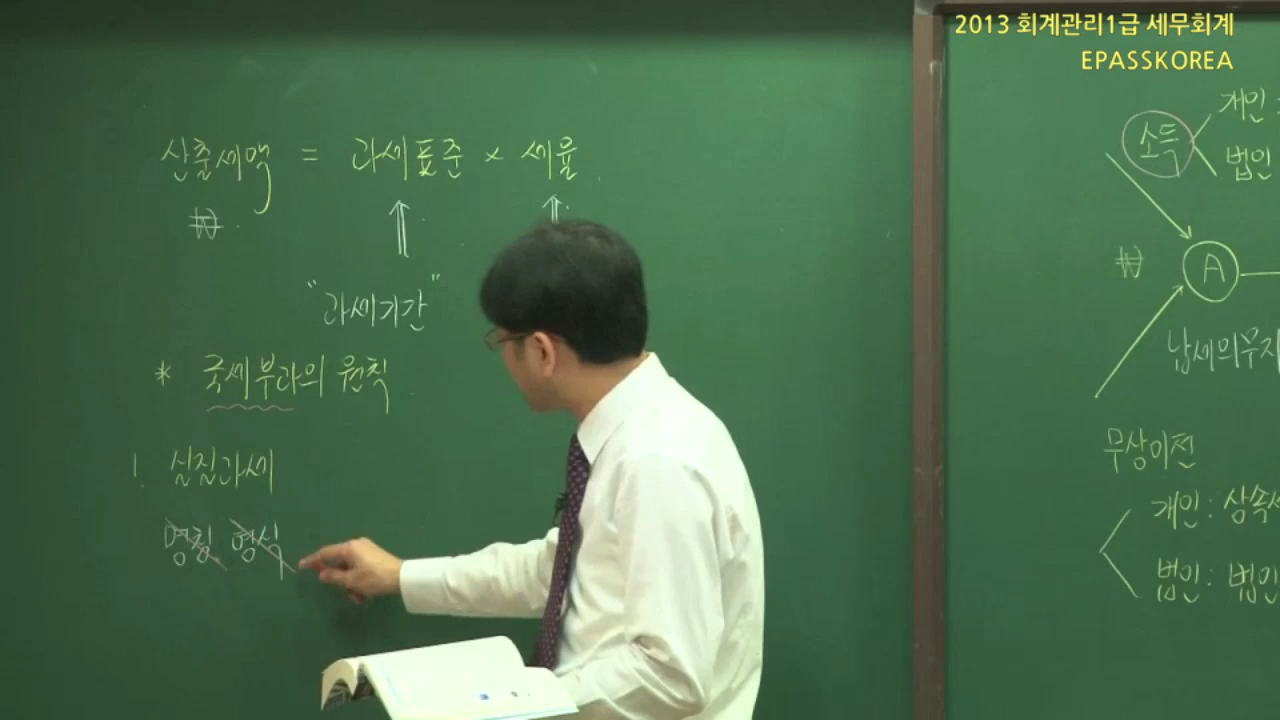 2013 회계관리1급 세무회계
EPASSKOREA
산출세액 = 과세표준 × 세율
₩
"과세기간"
* 국세부과의 원칙
1. 실질과세
명칭 형식
소득
개인:
법인
₩
A
납세의무자
무상이전
개인 : 상속세
법인 : 법인